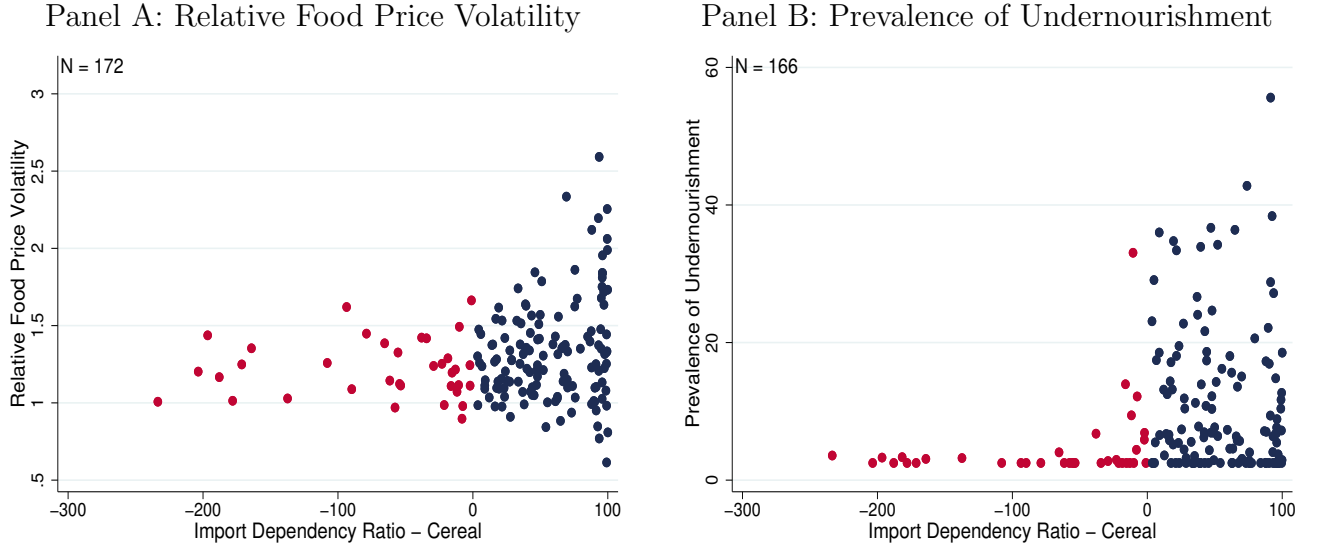 Panel A: Relative Food Price Volatility
N = 172
Relative Food Price Volatility
3
2.5
2
1.5
1
.5
−300 −200 −100 0 100
Import Dependency Ratio − Cereal
Panel B: Prevalence of Undernourishment
N = 166
Prevalence of Undernourishment
60
40
20
0
−300 −200 −100 0 100
Import Dependency Ratio − Cereal